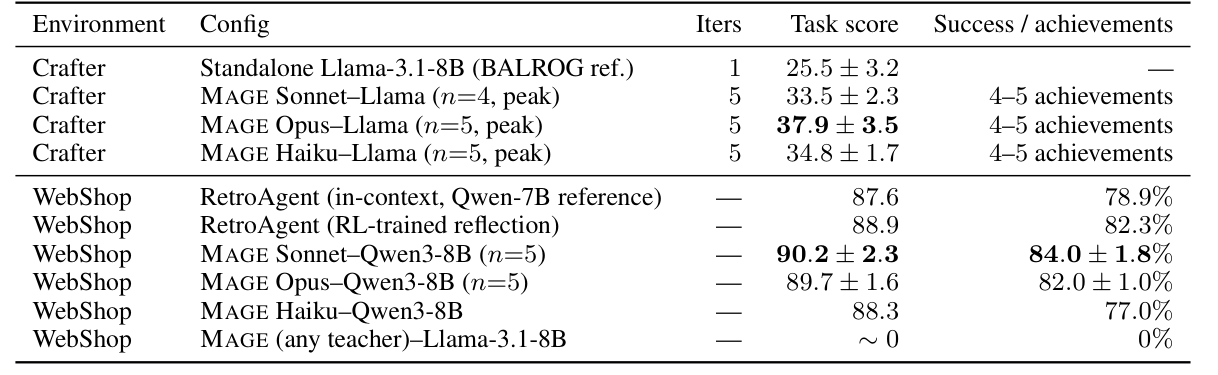 Environment Config Iters Task score Success / achievements
Crafter Standalone Llama-3.1-8B (BALROG ref.) 1 25.5 ± 3.2 —
Crafter MAGE Sonnet–Llama (n=4, peak) 5 33.5 ± 2.3 4–5 achievements
Crafter MAGE Opus–Llama (n=5, peak) 5 37.9 ± 3.5 4–5 achievements
Crafter MAGE Haiku–Llama (n=5, peak) 5 34.8 ± 1.7 4–5 achievements
WebShop RetroAgent (in-context, Qwen-7B reference) — 87.6 78.9%
WebShop RetroAgent (RL-trained reflection) — 88.9 82.3%
WebShop MAGE Sonnet–Qwen3-8B (n=5) — 90.2 ± 2.3 84.0 ± 1.8%
WebShop MAGE Opus–Qwen3-8B (n=5) — 89.7 ± 1.6 82.0 ± 1.0%
WebShop MAGE Haiku–Qwen3-8B — 88.3 77.0%
WebShop MAGE (any teacher)–Llama-3.1-8B — ∼ 0 0%